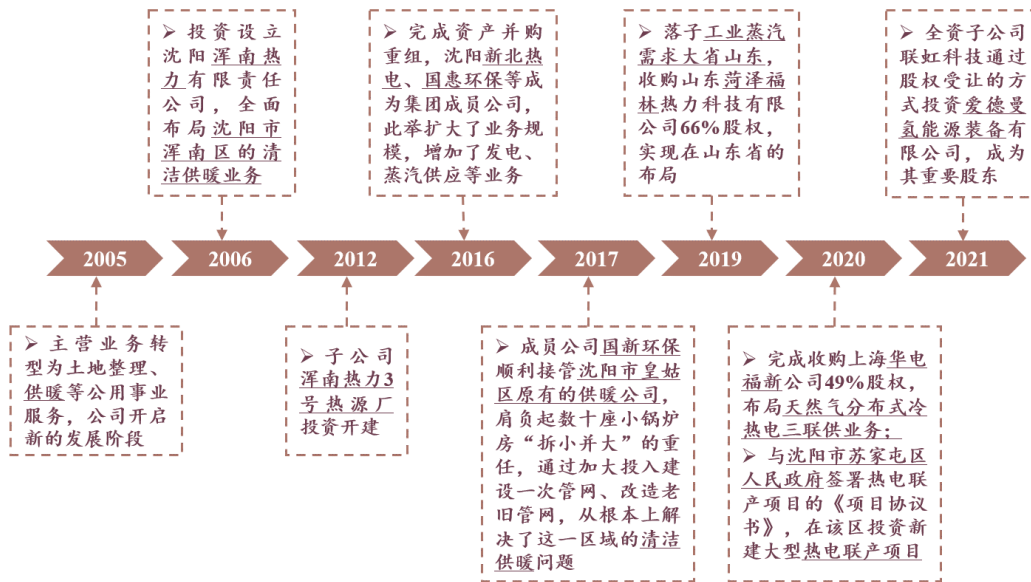 ➢ 投资设立
沈阳浑南热
力有限责任
公司，全面
布局沈阳市
浑南区的清
洁供暖业务
➢ 完成资产并购
重组，沈阳新北热
电、国惠环保等成
为集团成员公司，
此举扩大了业务规
模，增加了发电、
蒸汽供应等业务
➢ 落子工业蒸汽
需求大省山东，
收购山东菏泽福
林热力科技有限
公司66%股权，
实现在山东省的
布局
➢ 全资子公司
联虹科技通过
股权受让的方
式投资爱德曼
氢能源装备有
限公司，成为
其重要股东
2005
2006
2012
2016
2017
2019
2020
2021
➢ 主营业务转
型为土地整理、
供暖等公用事业
服务，公司开启
新的发展阶段
➢ 子公司
浑南热力3
号热源厂
投资开建
➢ 成员公司国新环保
顺利接管沈阳市皇姑
区原有的供暖公司，
肩负起数十座小锅炉
房“拆小并大”的重
任，通过加大投入建
设一次管网、改造老
旧管网，从根本上解
决了这一区域的清洁
供暖问题
➢ 完成收购上海华电
福新公司49%股权，
布局天然气分布式冷
热电三联供业务；
➢ 与沈阳市苏家屯区
人民政府签署热电联
产项目的《项目协议
书》，在该区投资新
建大型热电联产项目